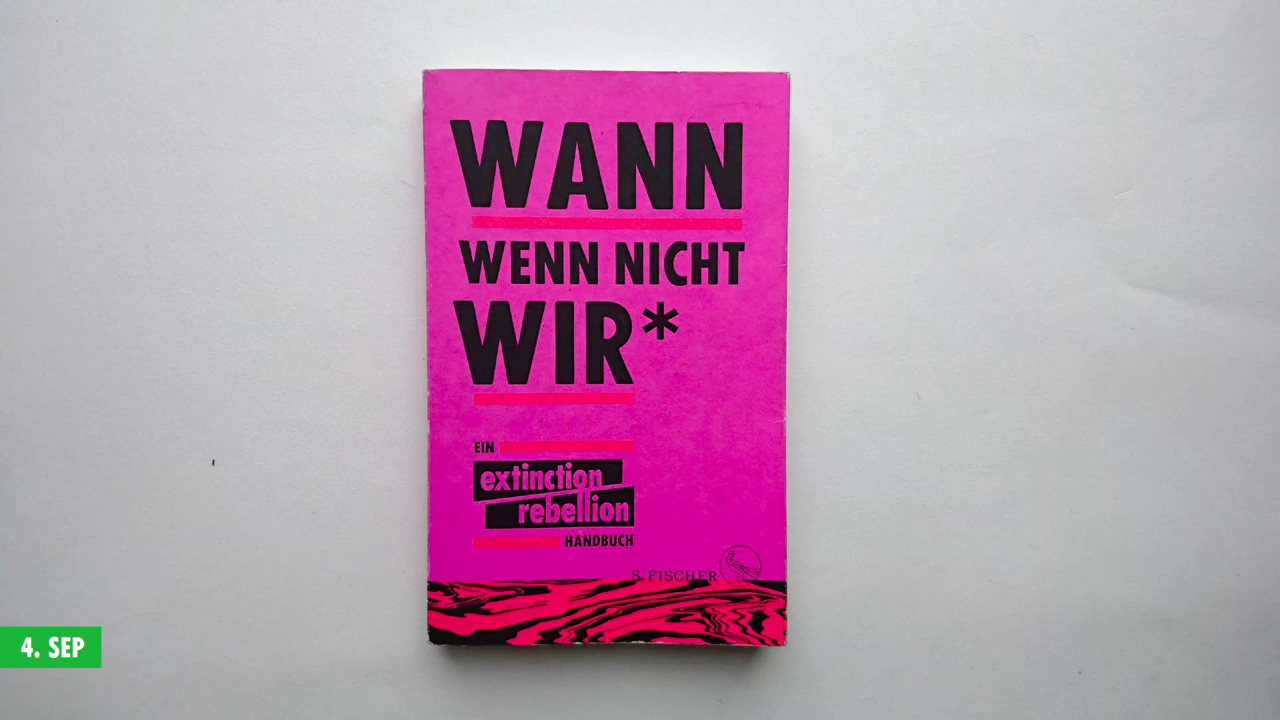 WANN
WENN NICHT
WIR*
EIN
extinction
rebellion
HANDBUCH
S. FISCHER
4. SEP